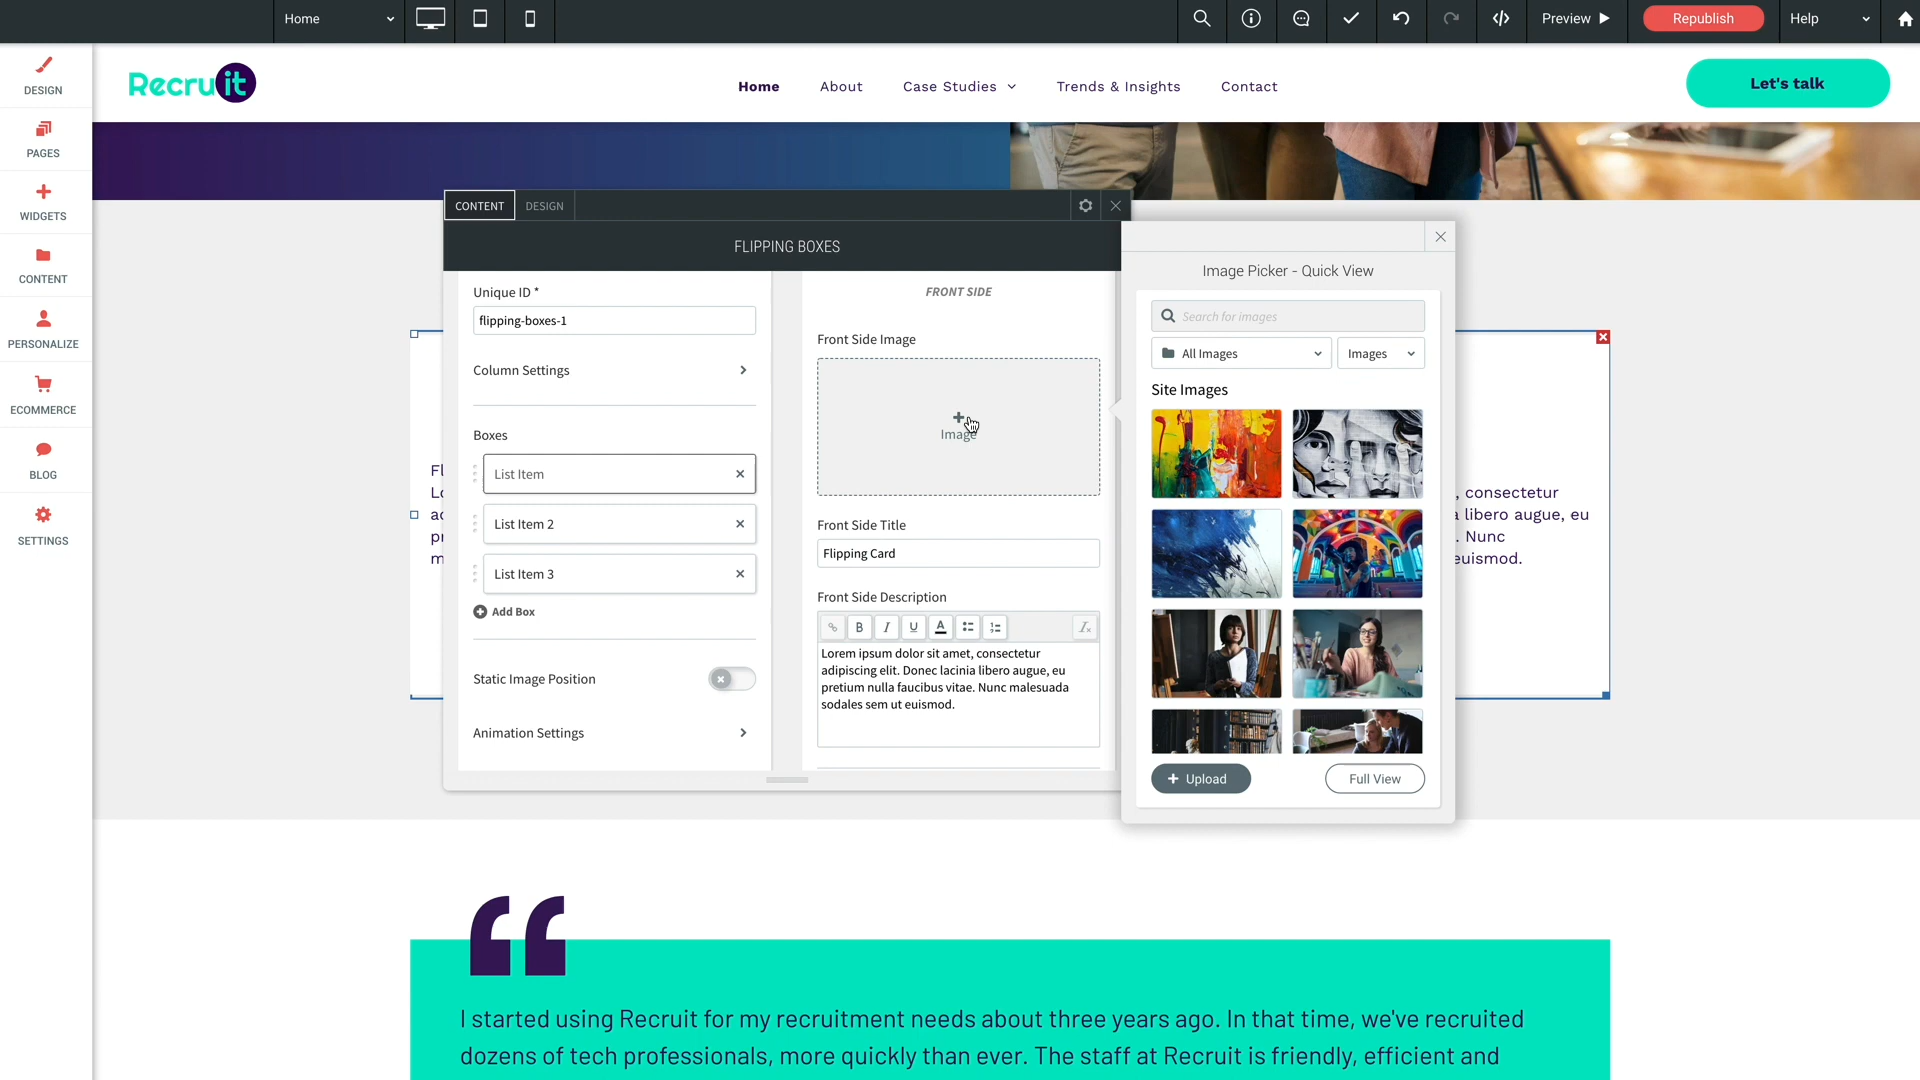 Home
Preview
Republish
Help
DESIGN
PAGES
WIDGETS
CONTENT
PERSONALIZE
ECOMMERCE
BLOG
SETTINGS
Recruit
Home
About
Case Studies
Trends & Insights
Contact
Let's talk
CONTENT
DESIGN
FLIPPING BOXES
Unique ID *
flipping-boxes-1
Column Settings
Boxes
List Item
List Item 2
List Item 3
Add Box
Static Image Position
Animation Settings
FRONT SIDE
Front Side Image
Image
Front Side Title
Flipping Card
Front Side Description
B I U A
Lorem ipsum dolor sit amet, consectetur
adipiscing elit. Donec lacinia libero augue, eu
pretium nulla faucibus vitae. Nunc malesuada
sodales sem ut euismod.
Image Picker - Quick View
Search for images
All Images
Images
Site Images
Upload
Full View
, consectetur
libero augue, eu
. Nunc
euismod.
I started using Recruit for my recruitment needs about three years ago. In that time, we've recruited
dozens of tech professionals, more quickly than ever. The staff at Recruit is friendly, efficient and